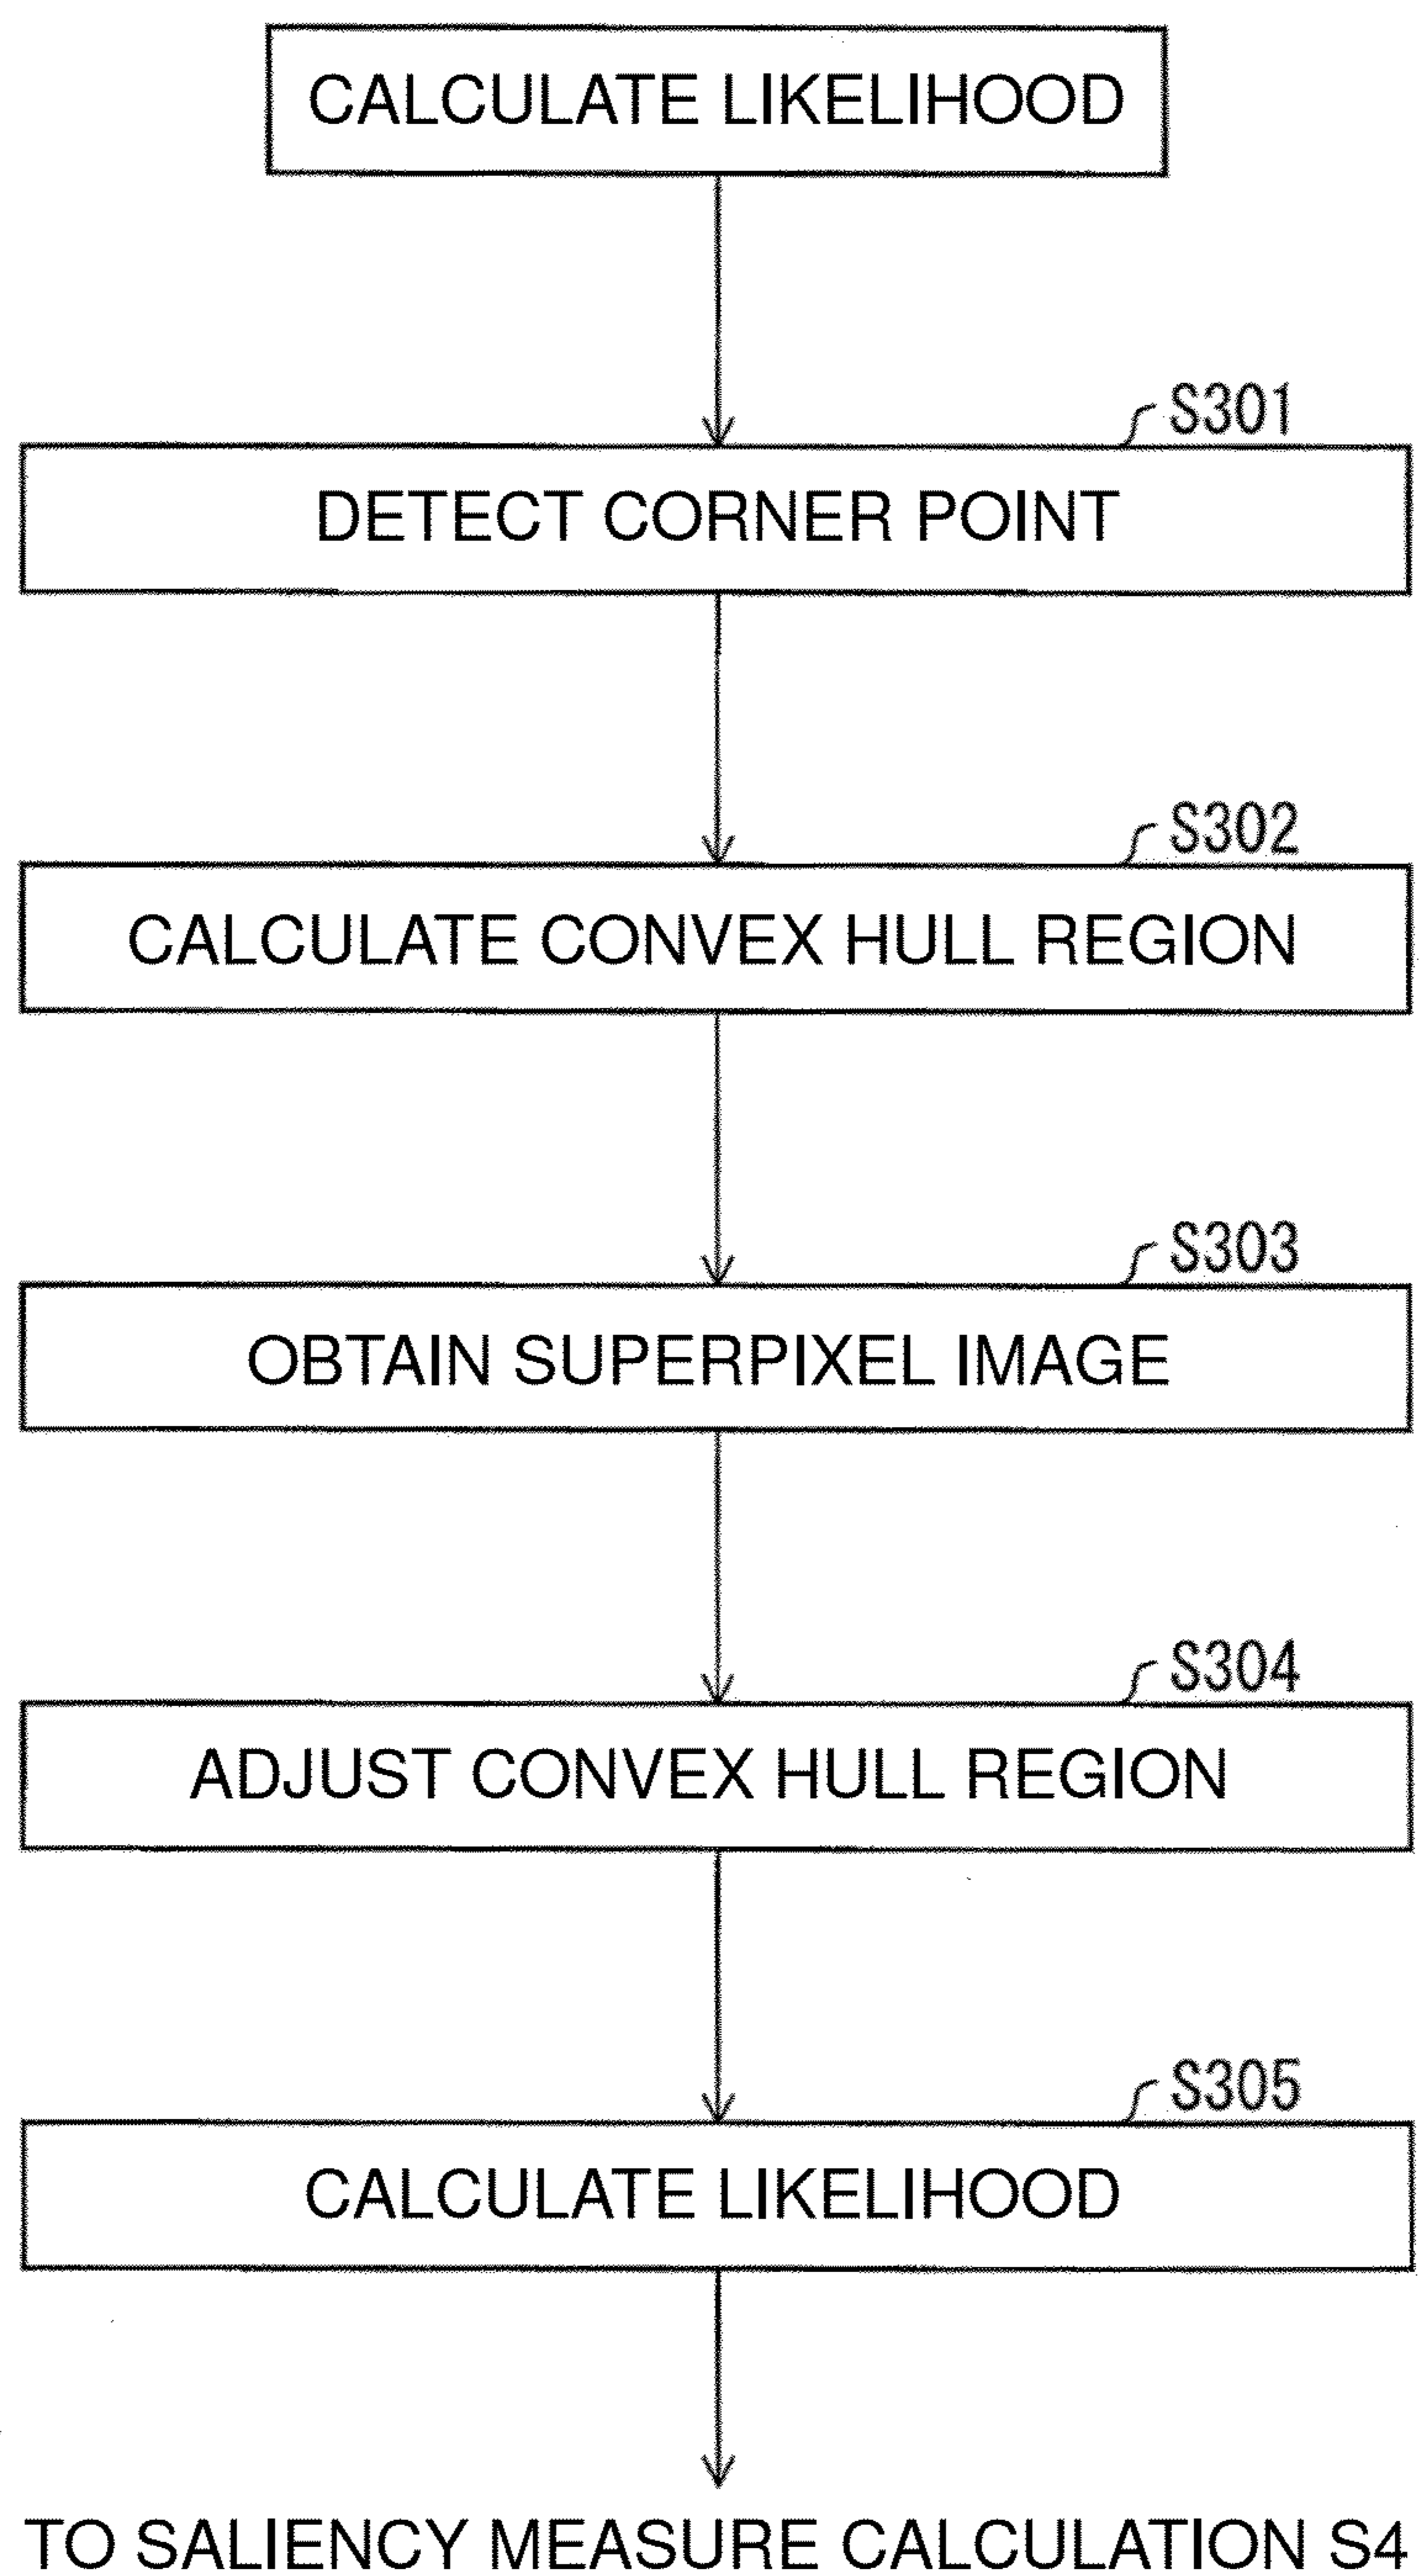 CALCULATE LIKELIHOOD
S301
DETECT CORNER POINT
S302
CALCULATE CONVEX HULL REGION
S303
OBTAIN SUPERPIXEL IMAGE
S304
ADJUST CONVEX HULL REGION
S305
CALCULATE LIKELIHOOD
TO SALIENCY MEASURE CALCULATION S4